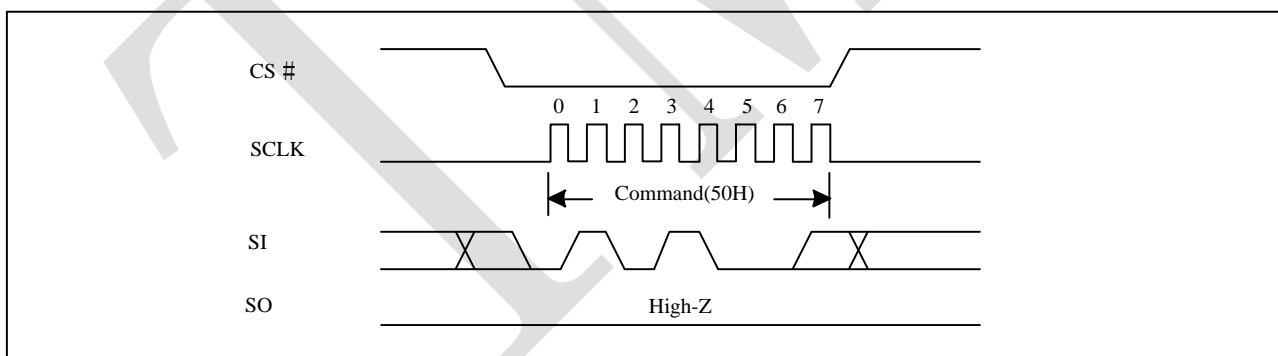 CS #
0 1 2 3 4 5 6 7
SCLK
Command(50H)
SI
SO High-Z